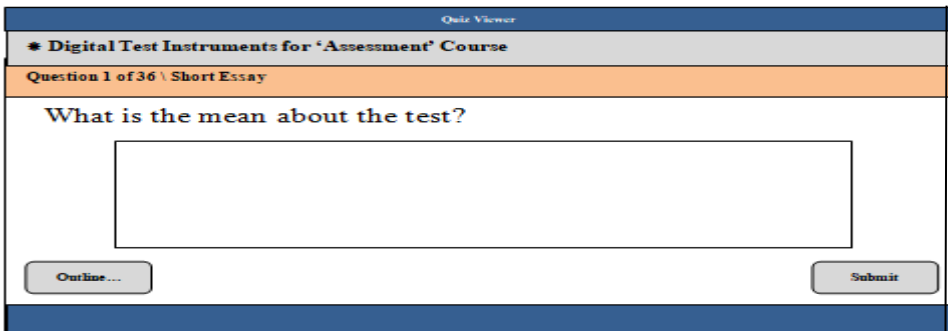 Quiz Viewer
✷ Digital Test Instruments for ‘Assessment’ Course
Question 1 of 36 \ Short Essay
What is the mean about the test?
Outline...
Submit